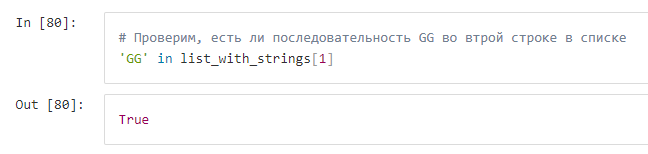 In [80]:
# Проверим, есть ли последовательность GG во втрой строке в списке
'GG' in list_with_strings[1]
Out [80]:
True